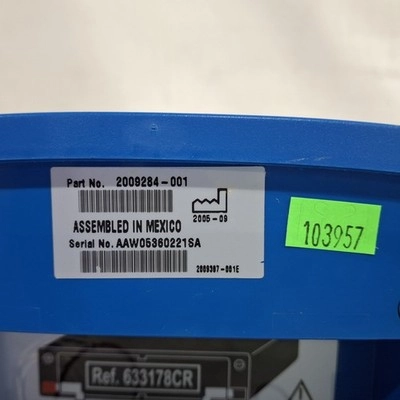 Part No. 2009284-001
2005-09
ASSEMBLED IN MEXICO
Serial No. AAW05360221SA
2009397-001E
103957
Ref. 633178CR